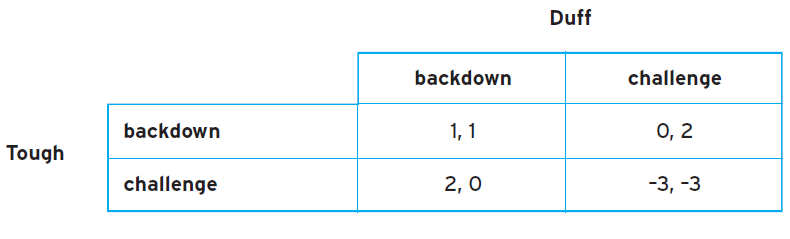 Duff
backdown challenge
Tough
backdown 1, 1 0, 2
challenge 2, 0 -3, -3